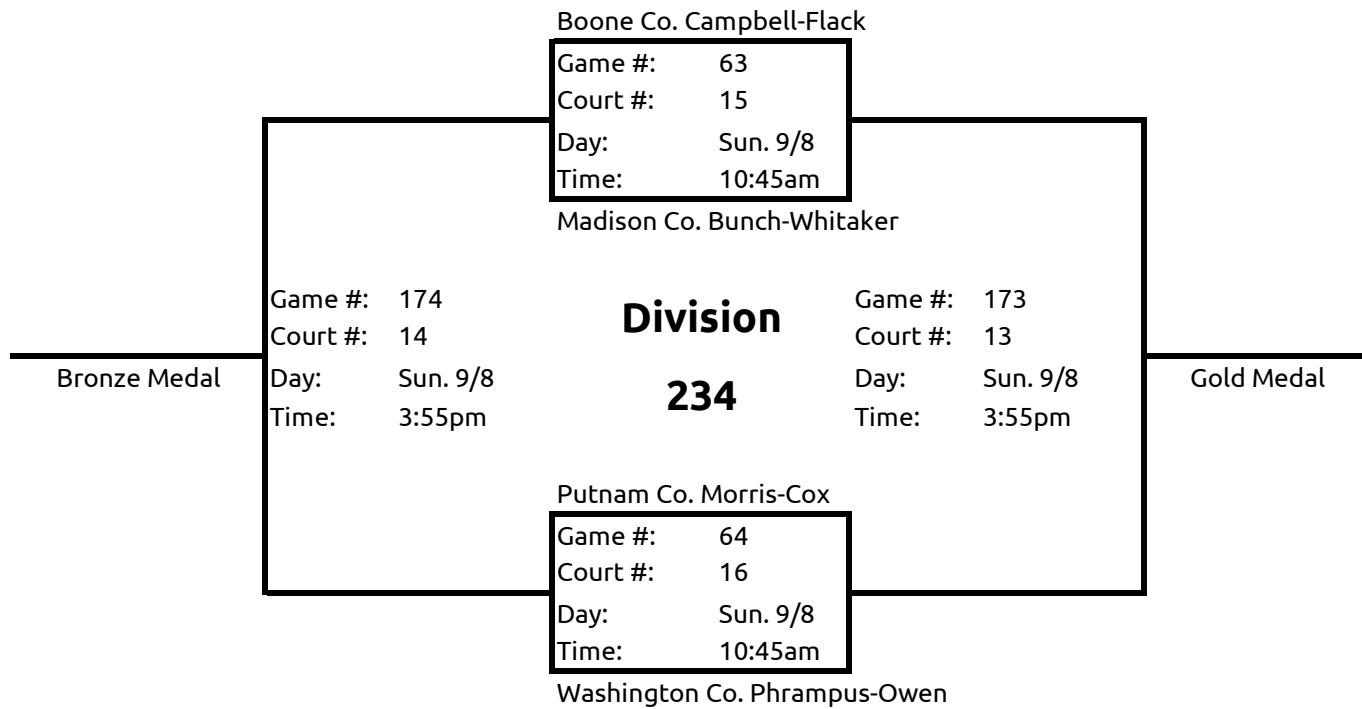 Boone Co. Campbell-Flack
Game #: 63
Court #: 15
Day: Sun. 9/8
Time: 10:45am
Madison Co. Bunch-Whitaker
Game #: 174
Court #: 14
Day: Sun. 9/8
Time: 3:55pm
Bronze Medal
Division
234
Game #: 173
Court #: 13
Day: Sun. 9/8
Time: 3:55pm
Gold Medal
Putnam Co. Morris-Cox
Game #: 64
Court #: 16
Day: Sun. 9/8
Time: 10:45am
Washington Co. Phrampus-Owen